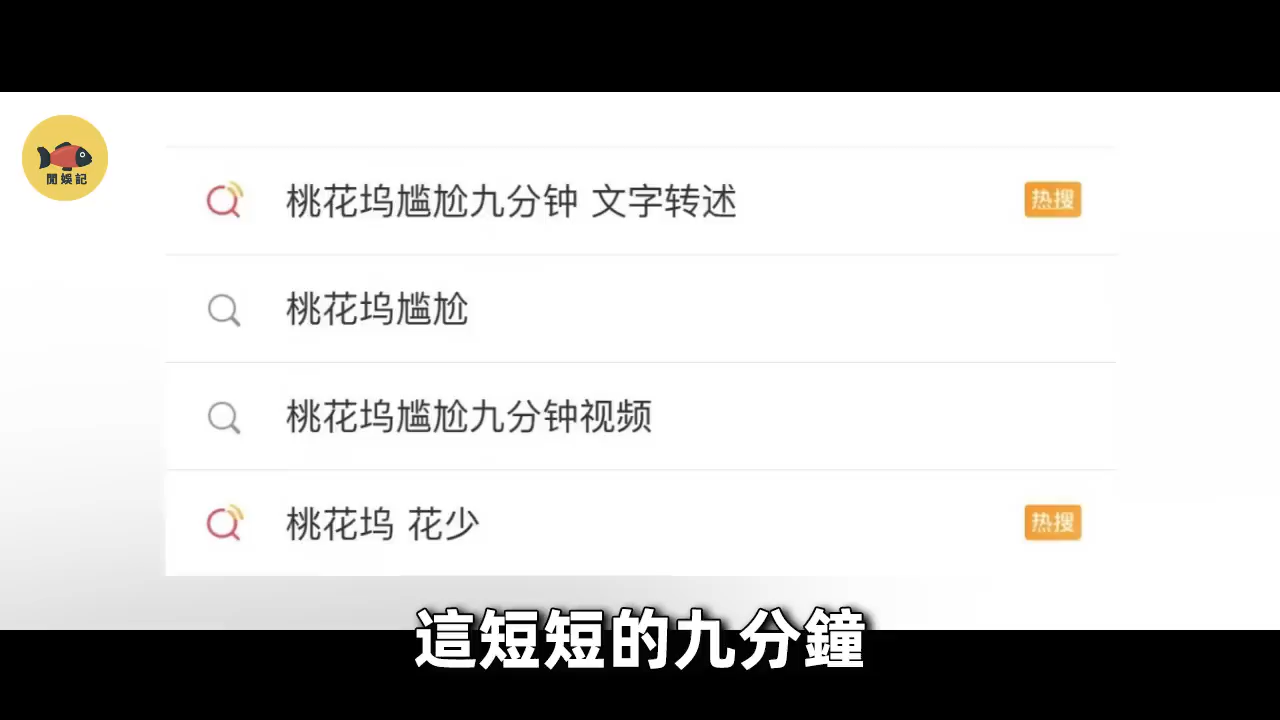 閒娛記
桃花坞尴尬九分钟 文字转述
热搜
桃花坞尴尬
桃花坞尴尬九分钟视频
桃花坞 花少
热搜
這短短的九分鐘